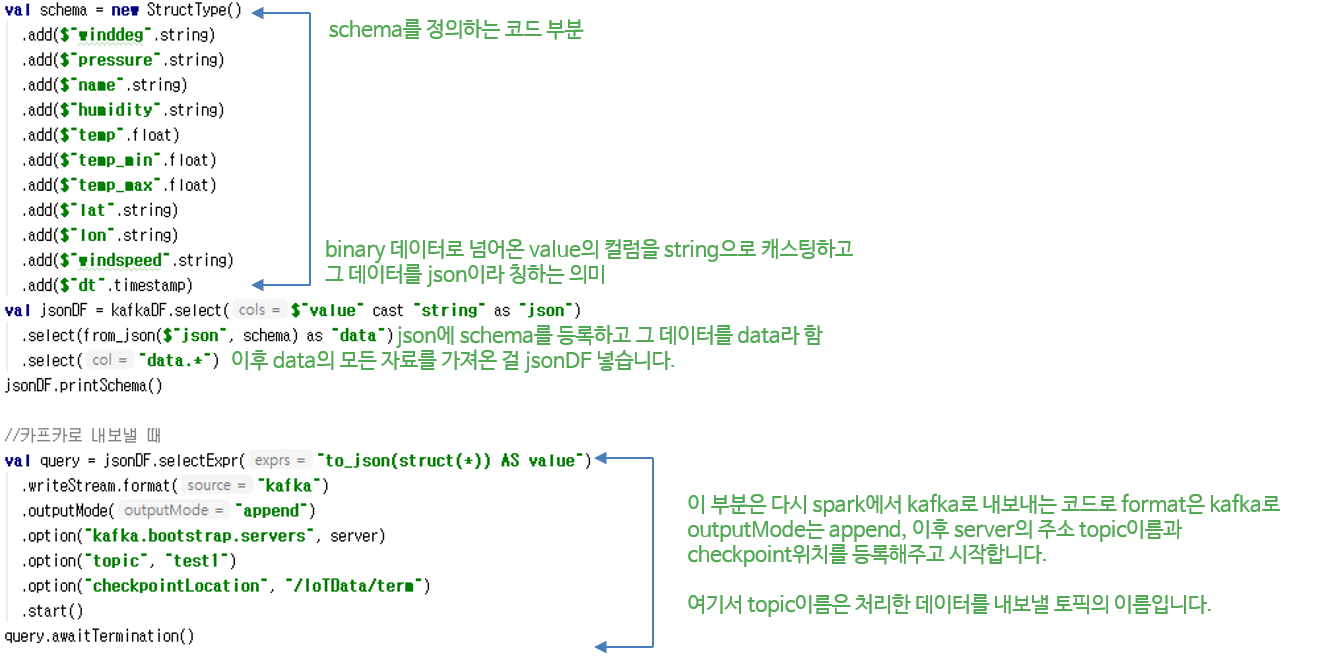 val schema = new StructType()
schema를 정의하는 코드 부분
.add($"winddeg".string)
.add($"pressure".string)
.add($"name".string)
.add($"humidity".string)
.add($"temp".float)
.add($"temp_min".float)
.add($"temp_max".float)
.add($"lat".string)
.add($"lon".string)
.add($"windspeed".string)
.add($"dt".timestamp)
binary 데이터로 넘어온 value의 컬럼을 string으로 캐스팅하고
그 데이터를 json이라 칭하는 의미
val jsonDF = kafkaDF.select( cols = $"value" cast "string" as "json")
.select(from_json($"json", schema) as "data") json에 schema를 등록하고 그 데이터를 data라 함
.select( col = "data.*") 이후 data의 모든 자료를 가져온 걸 jsonDF 넣습니다.
jsonDF.printSchema()
//카프카로 내보낼 때
val query = jsonDF.selectExpr( exprs = "to_json(struct(*)) AS value")
.writeStream.format( source = "kafka")
.outputMode( outputMode = "append")
.option("kafka.bootstrap.servers", server)
.option("topic", "test1")
.option("checkpointLocation", "/IoTData/term")
.start()
query.awaitTermination()
이 부분은 다시 spark에서 kafka로 내보내는 코드로 format은 kafka로
outputMode는 append, 이후 server의 주소 topic이름과
checkpoint위치를 등록해주고 시작합니다.
여기서 topic이름은 처리한 데이터를 내보낼 토픽의 이름입니다.